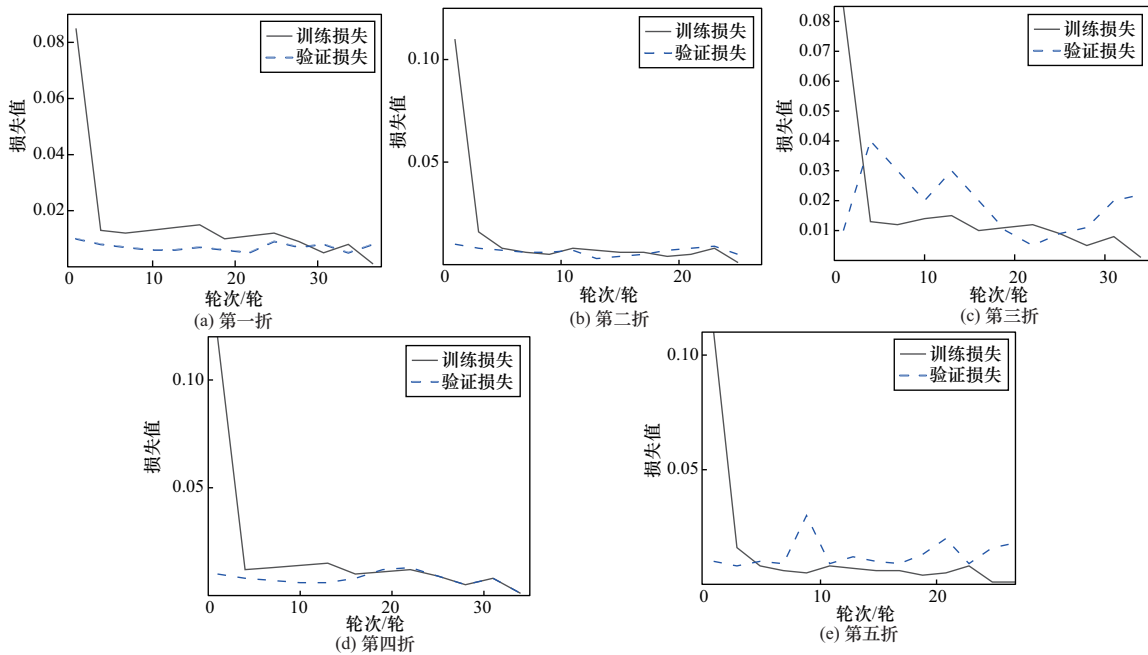 0.08
0.06
0.04
0.02
损失值
训练损失
验证损失
0
10
20
30
轮次/轮
(a) 第一折
0.10
0.05
损失值
训练损失
验证损失
0
10
20
轮次/轮
(b) 第二折
0.08
0.07
0.06
0.05
0.04
0.03
0.02
0.01
损失值
训练损失
验证损失
0
10
20
30
轮次/轮
(c) 第三折
0.10
0.05
损失值
训练损失
验证损失
0
10
20
30
轮次/轮
(d) 第四折
0.10
0.05
损失值
训练损失
验证损失
0
10
20
轮次/轮
(e) 第五折